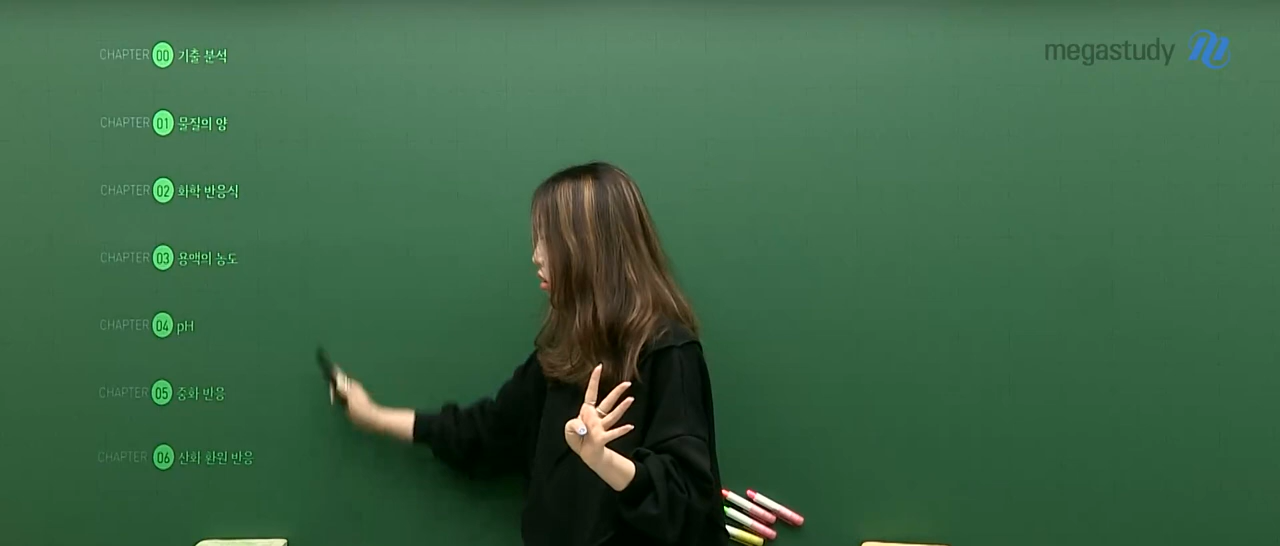 CHAPTER 00 기출 분석
megastudy
CHAPTER 01 물질의 양
CHAPTER 02 화학 반응식
CHAPTER 03 용액의 농도
CHAPTER 04 pH
CHAPTER 05 중화 반응
CHAPTER 06 산화 환원 반응